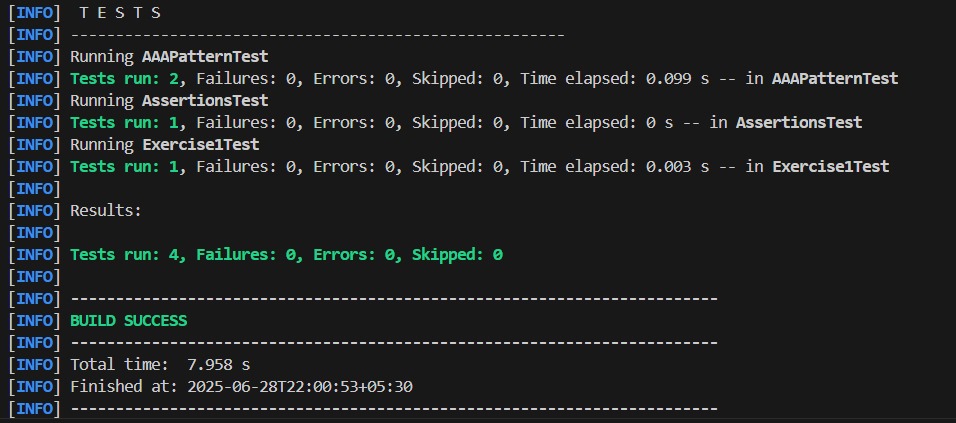 [INFO]  T E S T S
[INFO] -------------------------------------------------------
[INFO] Running AAAPatternTest
[INFO] Tests run: 2, Failures: 0, Errors: 0, Skipped: 0, Time elapsed: 0.099 s -- in AAAPatternTest
[INFO] Running AssertionsTest
[INFO] Tests run: 1, Failures: 0, Errors: 0, Skipped: 0, Time elapsed: 0 s -- in AssertionsTest
[INFO] Running Exercise1Test
[INFO] Tests run: 1, Failures: 0, Errors: 0, Skipped: 0, Time elapsed: 0.003 s -- in Exercise1Test
[INFO]
[INFO] Results:
[INFO]
[INFO] Tests run: 4, Failures: 0, Errors: 0, Skipped: 0
[INFO]
[INFO] ------------------------------------------------------------------------
[INFO] BUILD SUCCESS
[INFO] ------------------------------------------------------------------------
[INFO] Total time:  7.958 s
[INFO] Finished at: 2025-06-28T22:00:53+05:30
[INFO] ------------------------------------------------------------------------